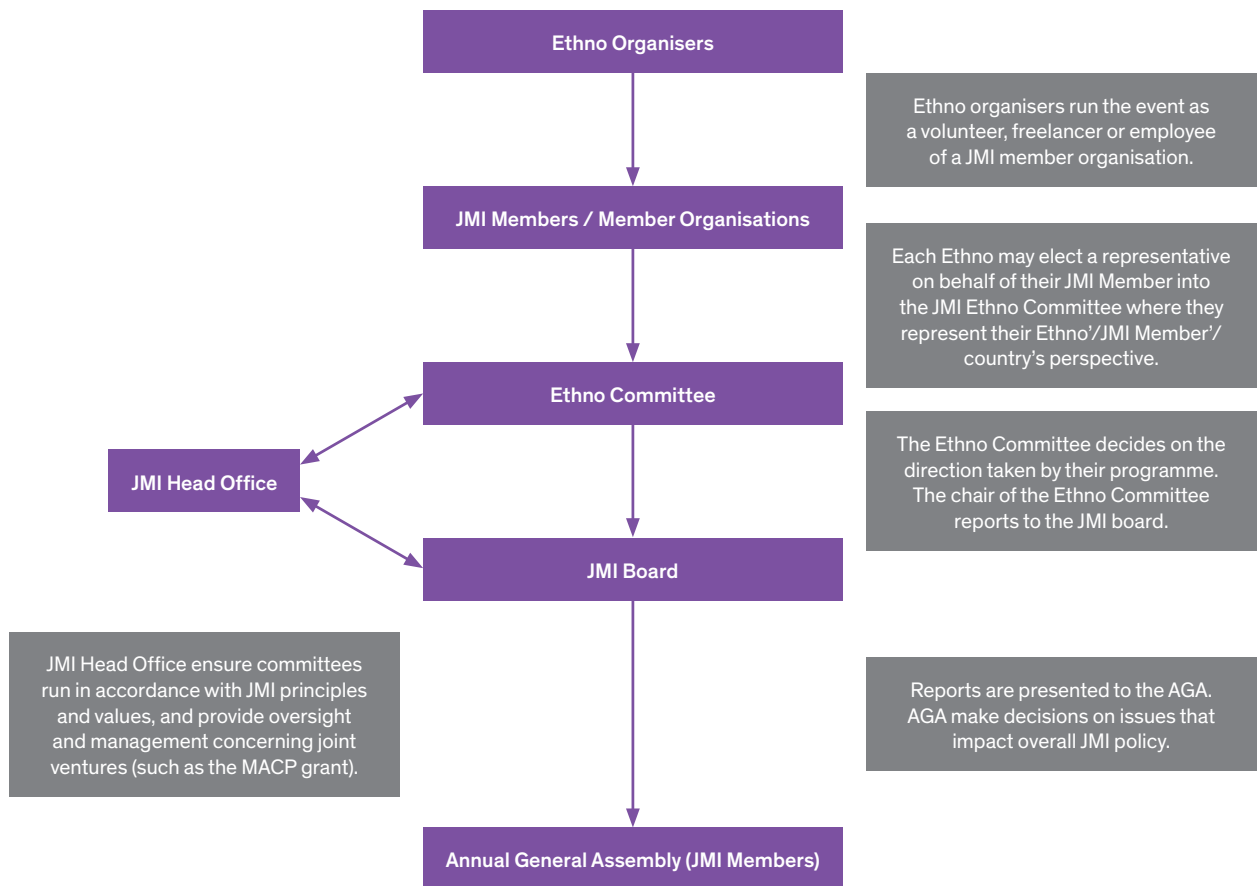 Ethno Organisers
Ethno organisers run the event as
a volunteer, freelancer or employee
of a JMI member organisation.
JMI Members / Member Organisations
Each Ethno may elect a representative
on behalf of their JMI Member into
the JMI Ethno Committee where they
represent their Ethno’/JMI Member’/
country’s perspective.
Ethno Committee
The Ethno Committee decides on the
direction taken by their programme.
The chair of the Ethno Committee
reports to the JMI board.
JMI Head Office
JMI Board
JMI Head Office ensure committees
run in accordance with JMI principles
and values, and provide oversight
and management concerning joint
ventures (such as the MACP grant).
Reports are presented to the AGA.
AGA make decisions on issues that
impact overall JMI policy.
Annual General Assembly (JMI Members)